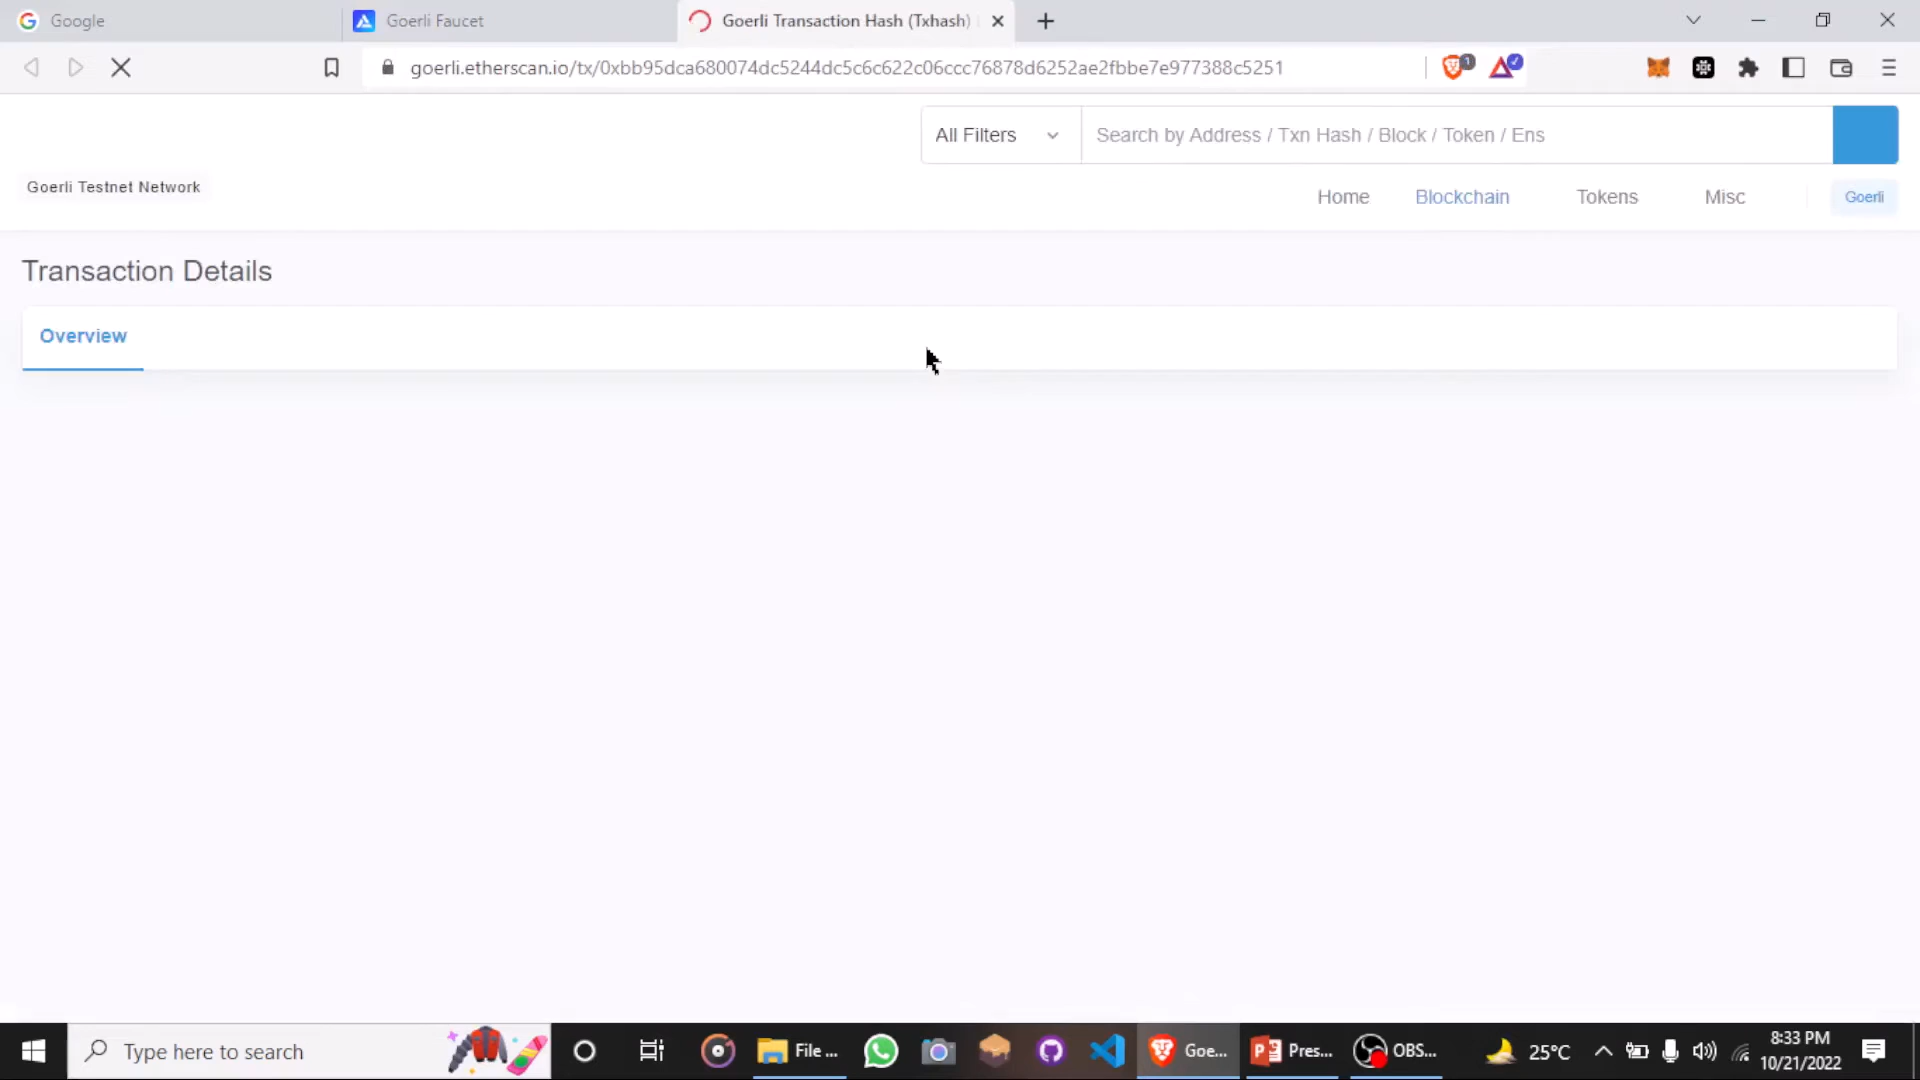 Google
Goerli Faucet
Goerli Transaction Hash (Txhash)
goerli.etherscan.io/tx/0xbb95dca680074dc5244dc5c6c622c06ccc76878d6252ae2fbbe7e977388c5251
1
All Filters
Search by Address / Txn Hash / Block / Token / Ens
Goerli Testnet Network
Home
Blockchain
Tokens
Misc
Goerli
Transaction Details
Overview
Type here to search
File ...
Goe...
Pres...
OBS...
25°C
8:33 PM
10/21/2022